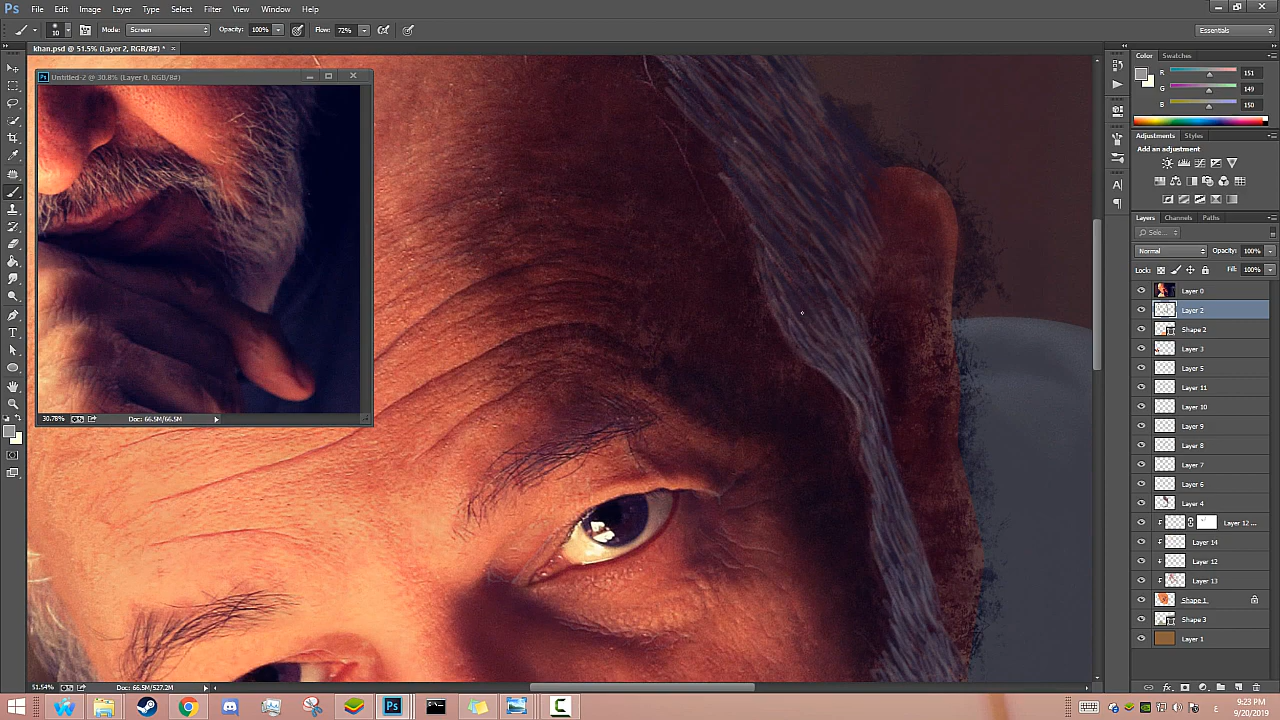 Ps File Edit Image Layer Type Select Filter View Window Help
10 Mode: Screen Opacity: 100% Flow: 72% Essentials
khan.psd @ 51.5% (Layer 2, RGB/8#) * ×
Untitled-2 @ 30.8% (Layer 0, RGB/8#)
30.78% Doc: 66.5M/66.5M
Color Swatches
R 151
G 149
B 150
Adjustments Styles
Add an adjustment
Layers Channels Paths
Sele...
Normal Opacity: 100%
Lock: Fill: 100%
Layer 0
Layer 2
Shape 2
Layer 3
Layer 5
Layer 11
Layer 10
Layer 9
Layer 8
Layer 7
Layer 6
Layer 4
Layer 12 ...
Layer 14
Layer 12
Layer 13
Shape 1
Shape 3
Layer 1
51.54% Doc: 66.5M/527.2M
Ps
9:23 PM
9/20/2019